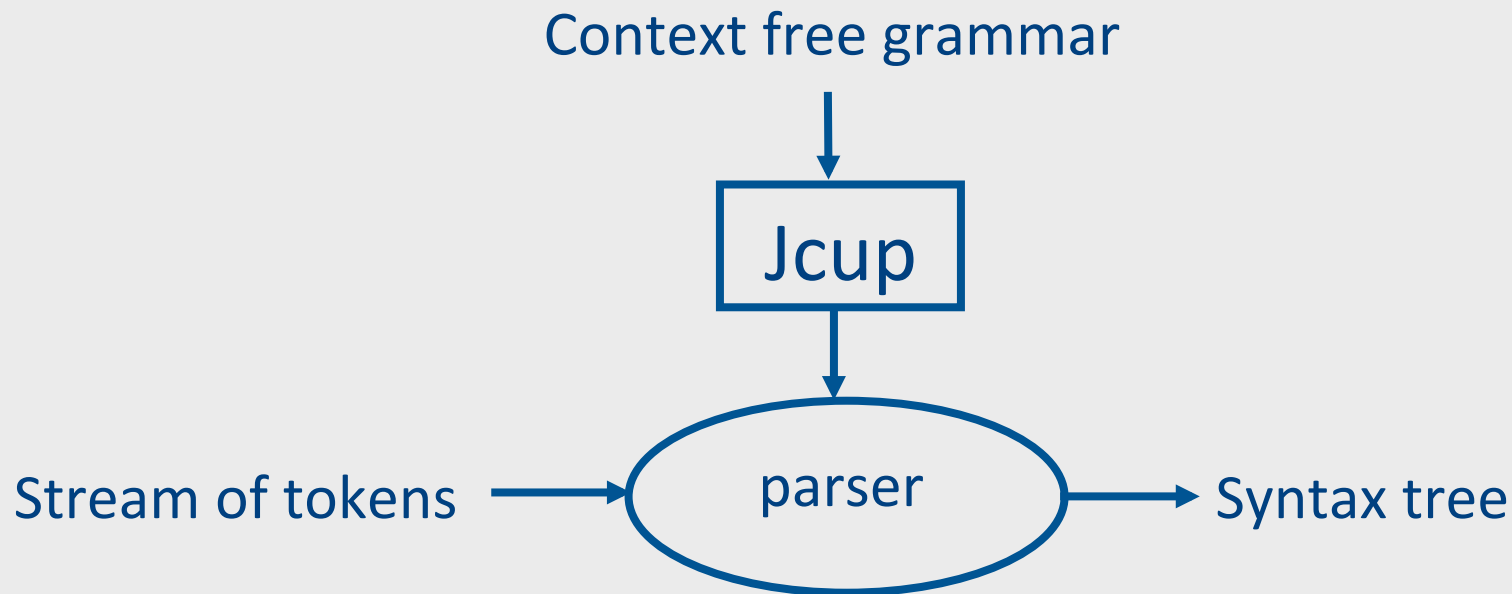 Context free grammar
Jcup
Stream of tokens
parser
Syntax tree